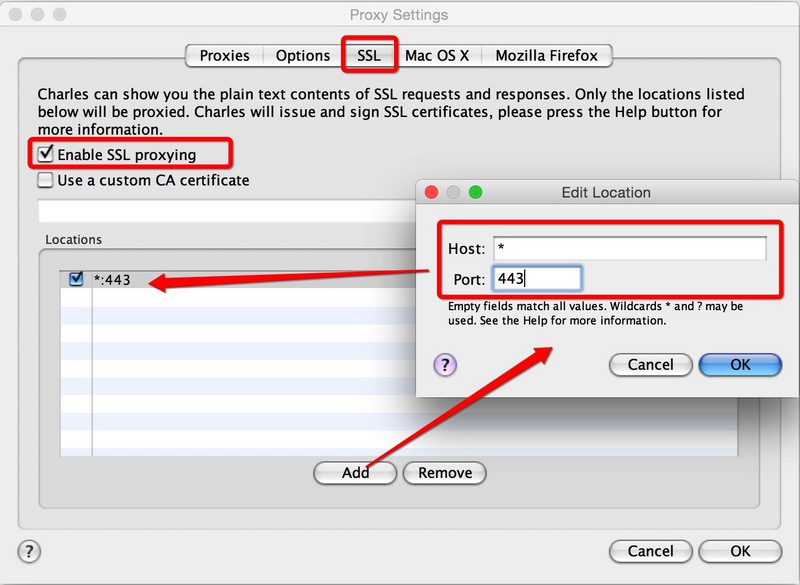 Proxy Settings
Proxies Options SSL Mac OS X Mozilla Firefox
Charles can show you the plain text contents of SSL requests and responses. Only the locations listed
below will be proxied. Charles will issue and sign SSL certificates, please press the Help button for
more information.
Enable SSL proxying
Use a custom CA certificate
Locations
*:443
Add Remove
? Cancel OK
Edit Location
Host: *
Port: 443
Empty fields match all values. Wildcards * and ? may be
used. See the Help for more information.
? Cancel OK